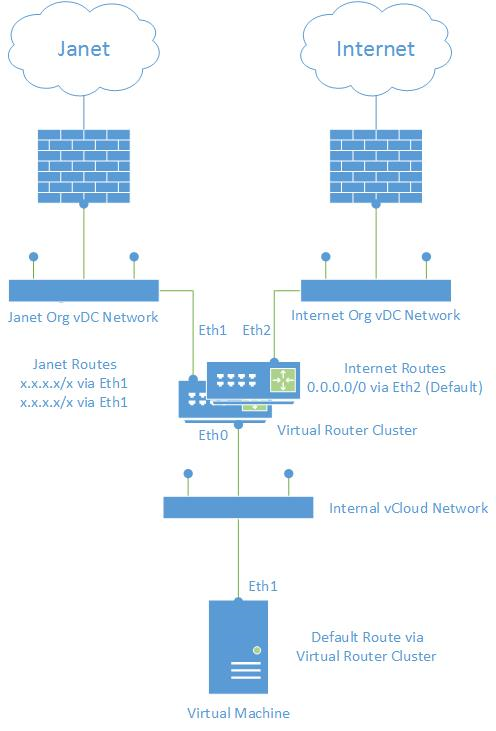 Janet
Internet
Janet Org vDC Network
Internet Org vDC Network
Eth1
Eth2
Janet Routes
x.x.x.x/x via Eth1
x.x.x.x/x via Eth1
Internet Routes
0.0.0.0/0 via Eth2 (Default)
Eth0
Virtual Router Cluster
Internal vCloud Network
Eth1
Default Route via
Virtual Router Cluster
Virtual Machine